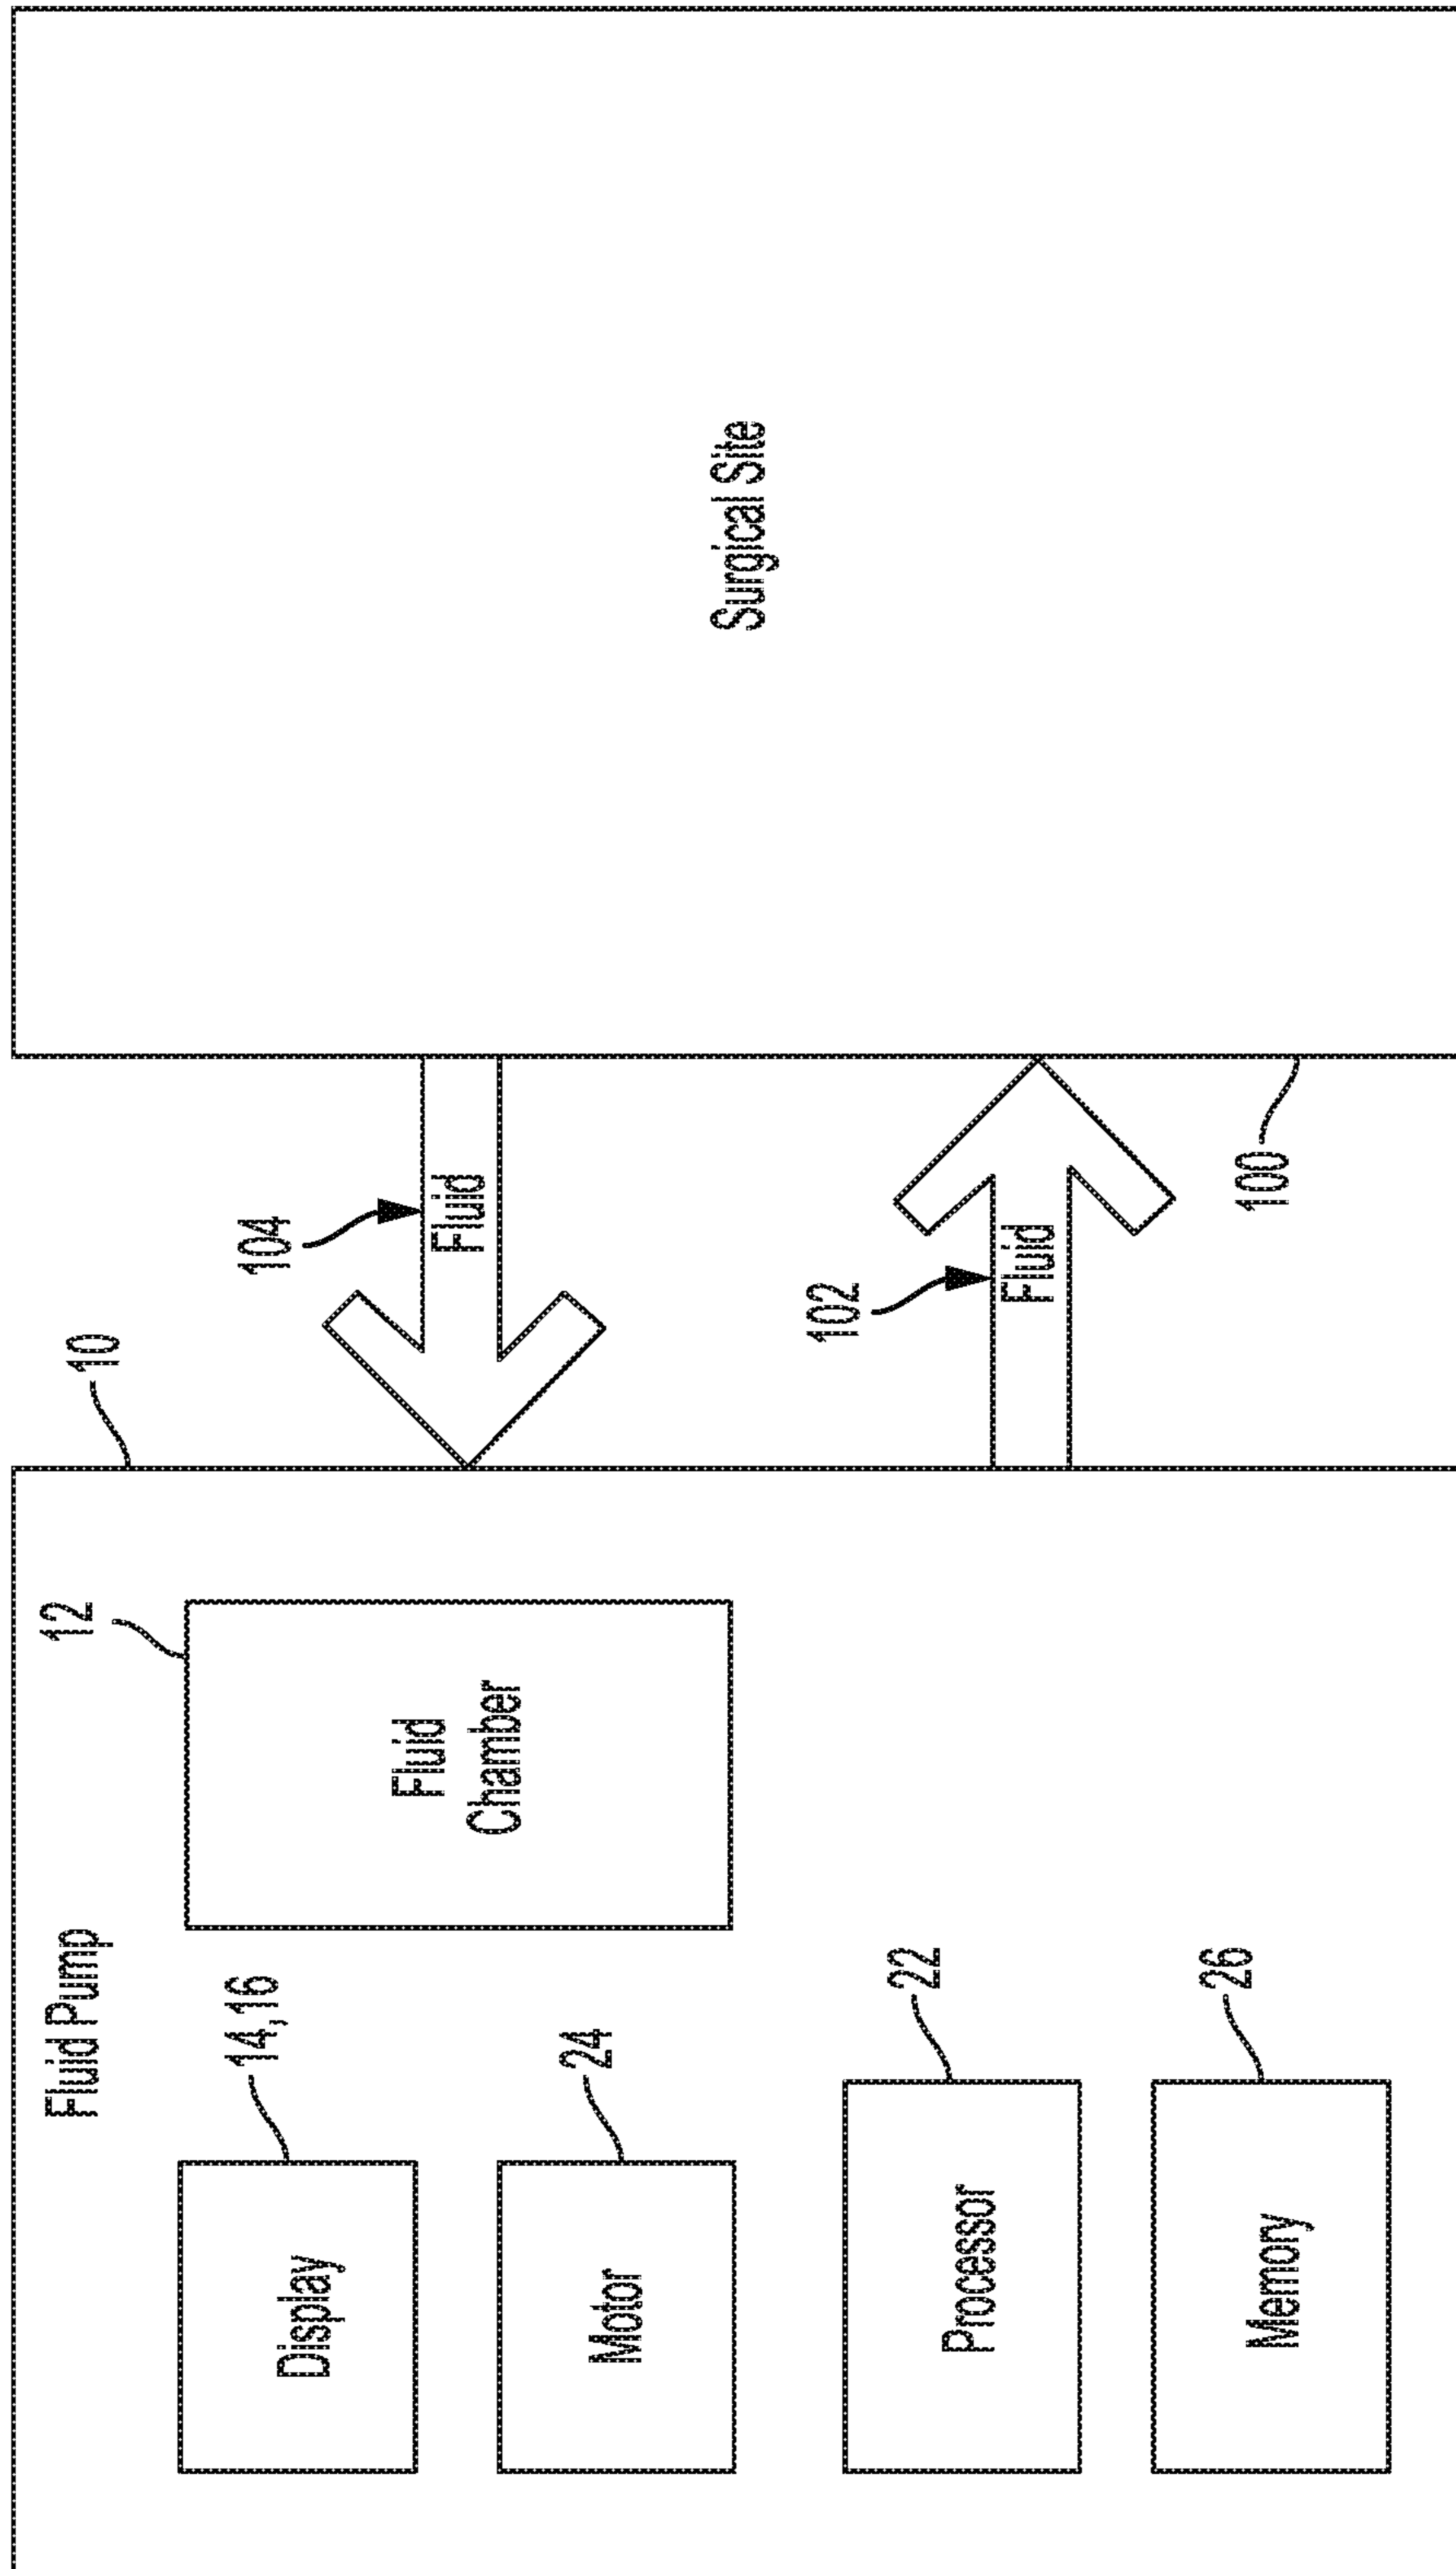 Fluid Pump
12
10
14,16
Display
Fluid
Chamber
104
Fluid
24
Motor
Surgical Site
102
Fluid
22
Processor
26
Memory
100